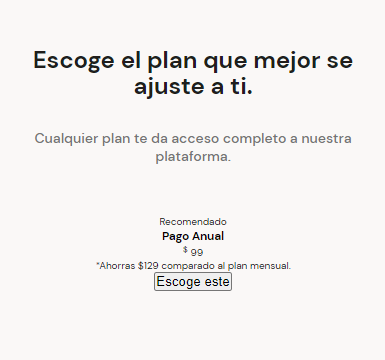 Escoge el plan que mejor se
ajuste a ti.
Cualquier plan te da acceso completo a nuestra
plataforma.
Recomendado
Pago Anual
$ 99
*Ahorras $129 comparado al plan mensual.
Escoge este